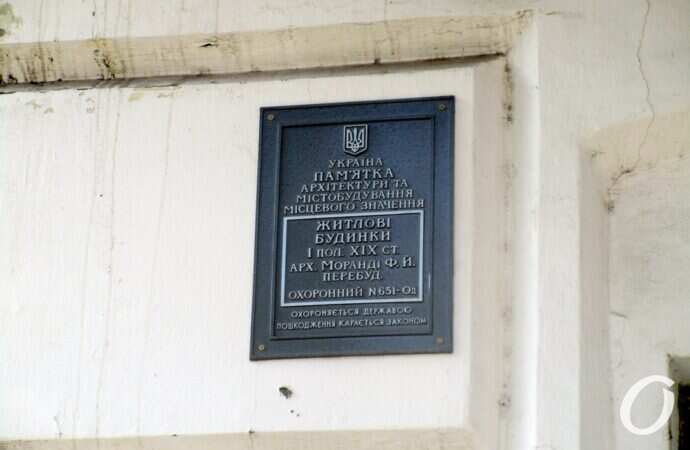 УКРАЇНА
ПАМ'ЯТКА
АРХІТЕКТУРИ ТА
МІСТОБУДУВАННЯ
МІСЦЕВОГО ЗНАЧЕННЯ
ЖИТЛОВІ
БУДИНКИ
І ПОЛ. XIX СТ.
АРХ. МОРАНДІ Ф. Й.
ПЕРЕБУД.
ОХОРОННИЙ №651-Од
ОХОРОНЯЄТЬСЯ ДЕРЖАВОЮ
ПОШКОДЖЕННЯ КАРАЄТЬСЯ ЗАКОНОМ